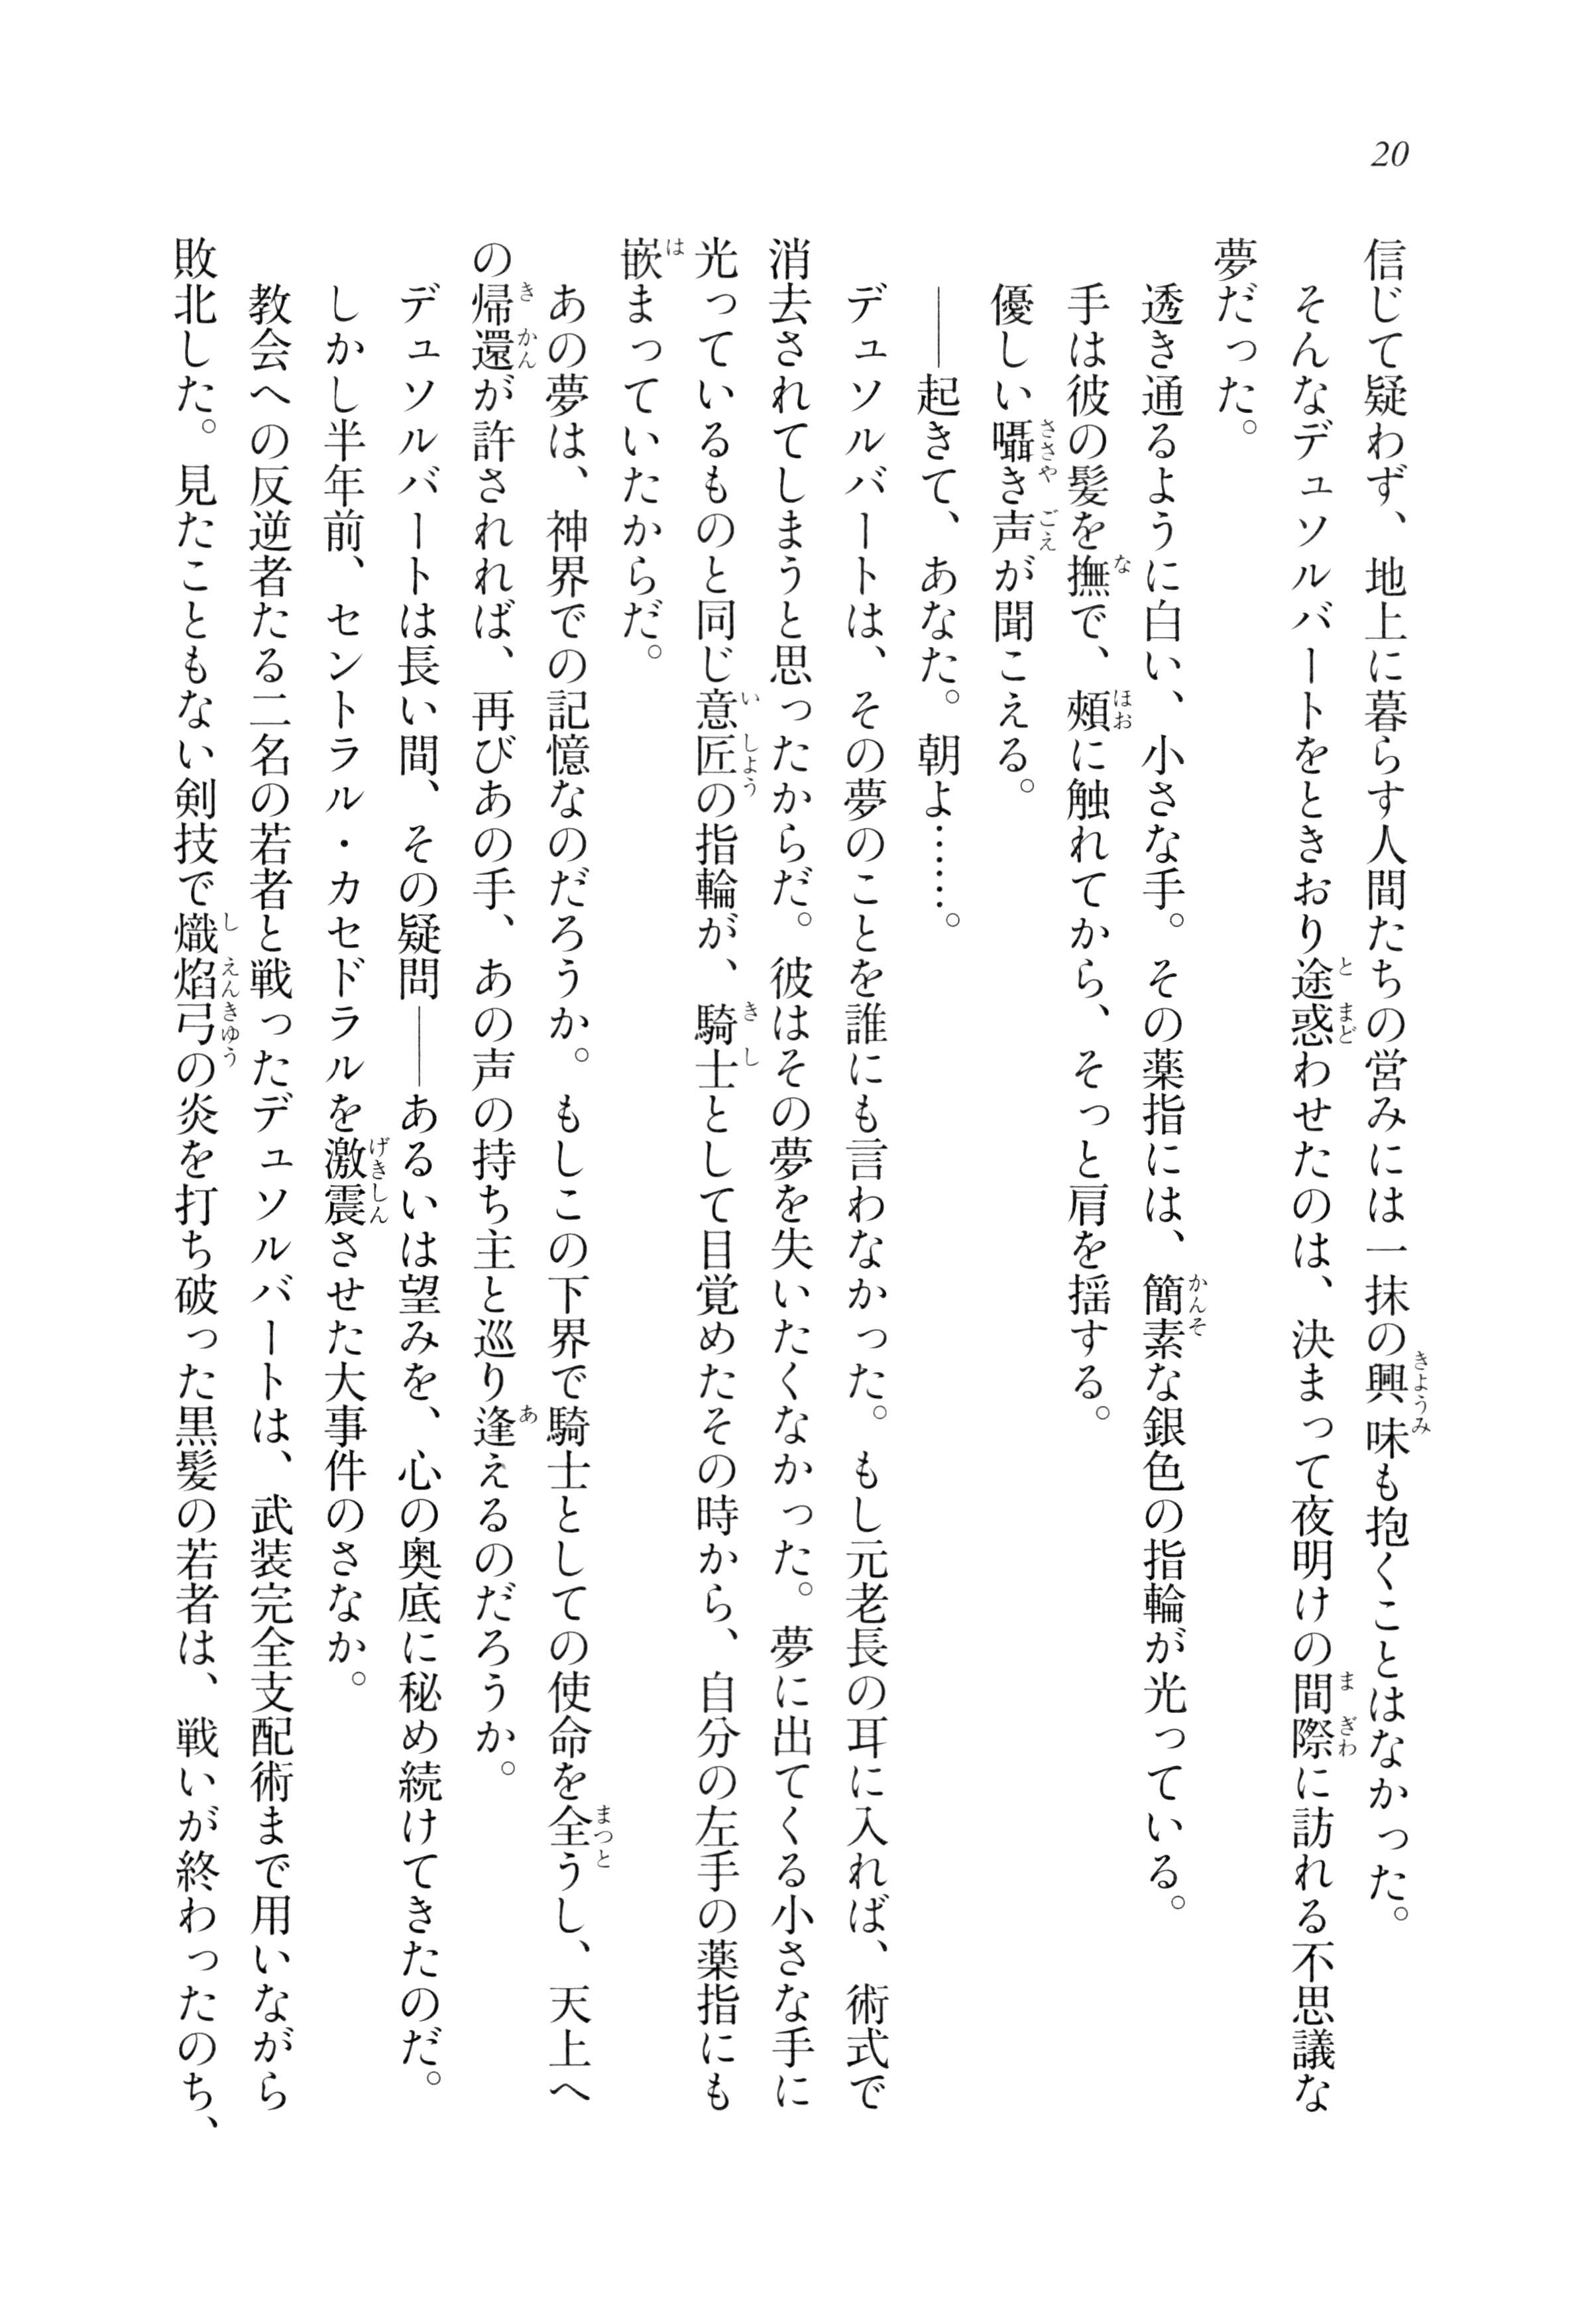 20
信じて疑わず、地上に暮らす人間たちの営みには一抹の興味も抱くことはなかった。
そんなデュソルバートをときおり途惑わせたのは、決まって夜明けの間際に訪れる不思議な
夢だった。
透き通るように白い、小さな手。その薬指には、簡素な銀色の指輪が光っている。
手は彼の髪を撫で、頬に触れてから、そっと肩を揺する。
優しい囁き声が聞こえる。
――起きて、あなた。朝よ……。
デュソルバートは、その夢のことを誰にも言わなかった。もし元老長の耳に入れば、術式で
消去されてしまうと思ったからだ。彼はその夢を失いたくなかった。夢に出てくる小さな手に
光っているものと同じ意匠の指輪が、騎士として目覚めたその時から、自分の左手の薬指にも
嵌まっていたからだ。
あの夢は、神界での記憶なのだろうか。もしこの下界で騎士としての使命を全うし、天上へ
の帰還が許されれば、再びあの手、あの声の持ち主と巡り逢えるのだろうか。
デュソルバートは長い間、その疑問――あるいは望みを、心の奥底に秘め続けてきたのだ。
しかし半年前、セントラル・カセドラルを激震させた大事件のさなか。
教会への反逆者たる二名の若者と戦ったデュソルバートは、武装完全支配術まで用いながら
敗北した。見たこともない剣技で熾焰弓の炎を打ち破った黒髪の若者は、戦いが終わったのち、